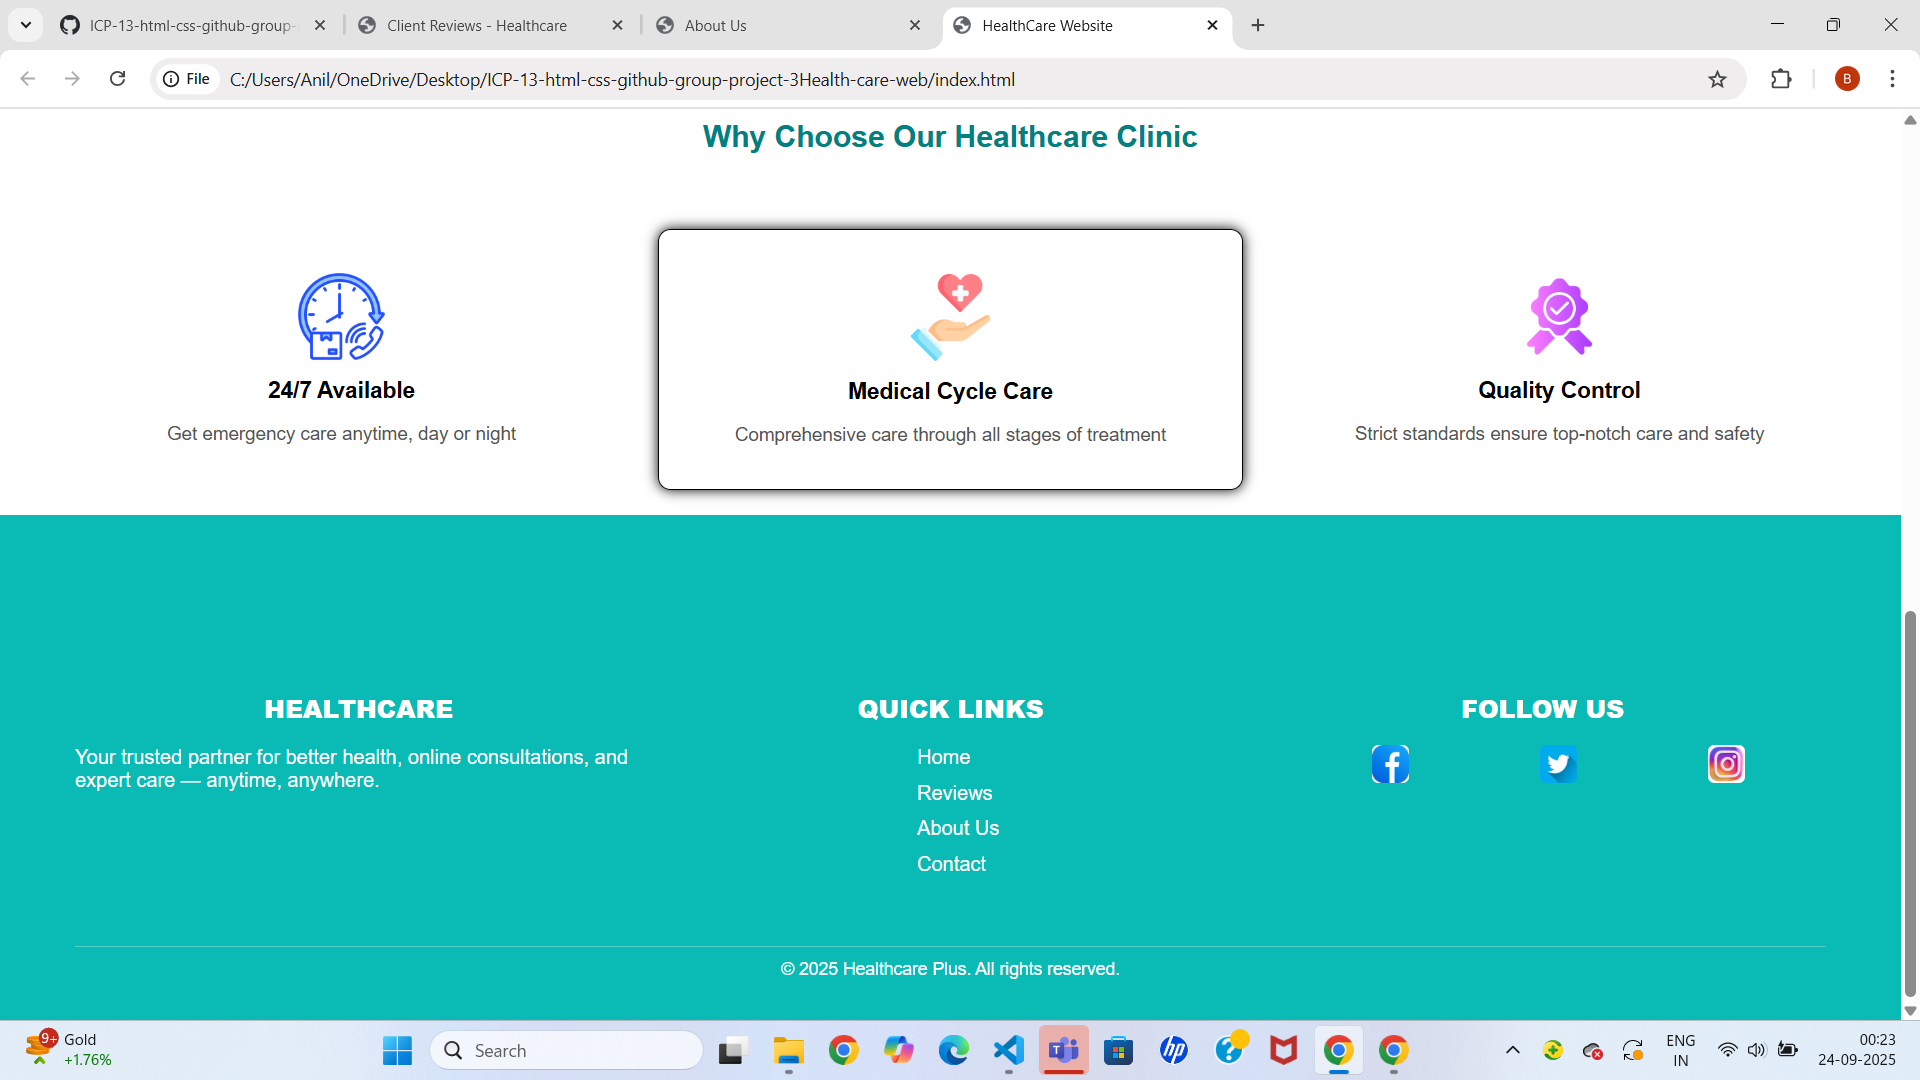 ICP-13-html-css-github-group-
Client Reviews - Healthcare
About Us
HealthCare Website
File
C:/Users/Anil/OneDrive/Desktop/ICP-13-html-css-github-group-project-3Health-care-web/index.html
B
Why Choose Our Healthcare Clinic
24/7 Available
Medical Cycle Care
Quality Control
Get emergency care anytime, day or night
Comprehensive care through all stages of treatment
Strict standards ensure top-notch care and safety
HEALTHCARE
QUICK LINKS
FOLLOW US
Your trusted partner for better health, online consultations, and
expert care — anytime, anywhere.
Home
Reviews
About Us
Contact
© 2025 Healthcare Plus. All rights reserved.
9+
Gold
+1.76%
Search
ENG
IN
00:23
24-09-2025